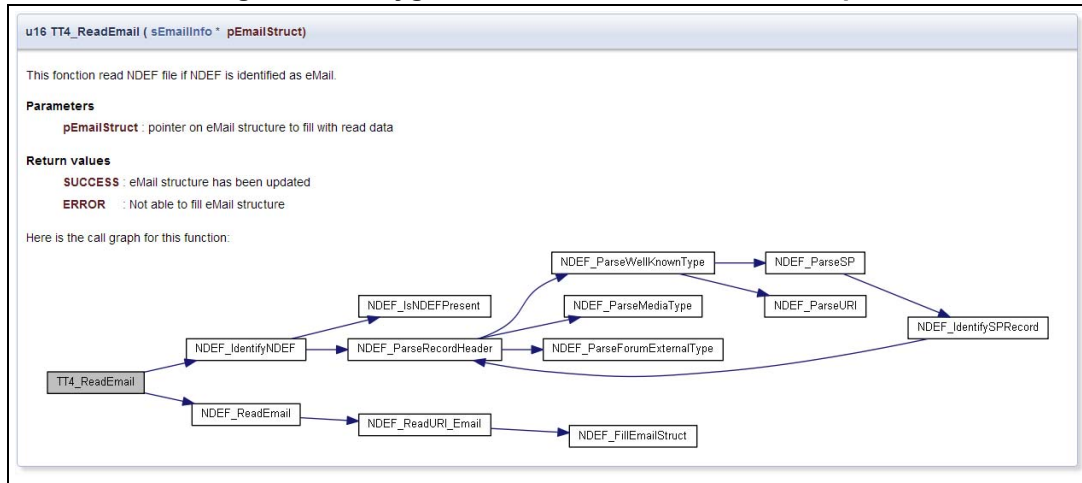 u16 TT4_ReadEmail ( sEmailInfo * pEmailStruct)
This fonction read NDEF file if NDEF is identified as eMail.
Parameters
pEmailStruct : pointer on eMail structure to fill with read data
Return values
SUCCESS : eMail structure has been updated
ERROR : Not able to fill eMail structure
Here is the call graph for this function:
NDEF_ParseWellKnownType NDEF_ParseSP
NDEF_IsNDEFPresent NDEF_ParseMediaType NDEF_ParseURI
NDEF_IdentifySPRecord
NDEF_IdentifyNDEF NDEF_ParseRecordHeader NDEF_ParseForumExternalType
TT4_ReadEmail
NDEF_ReadEmail NDEF_ReadURI_Email
NDEF_FillEmailStruct